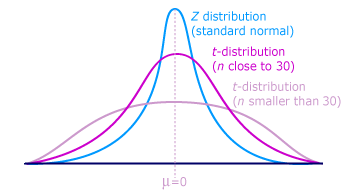 Z distribution
(standard normal)
t-distribution
(n close to 30)
t-distribution
(n smaller than 30)
μ=0